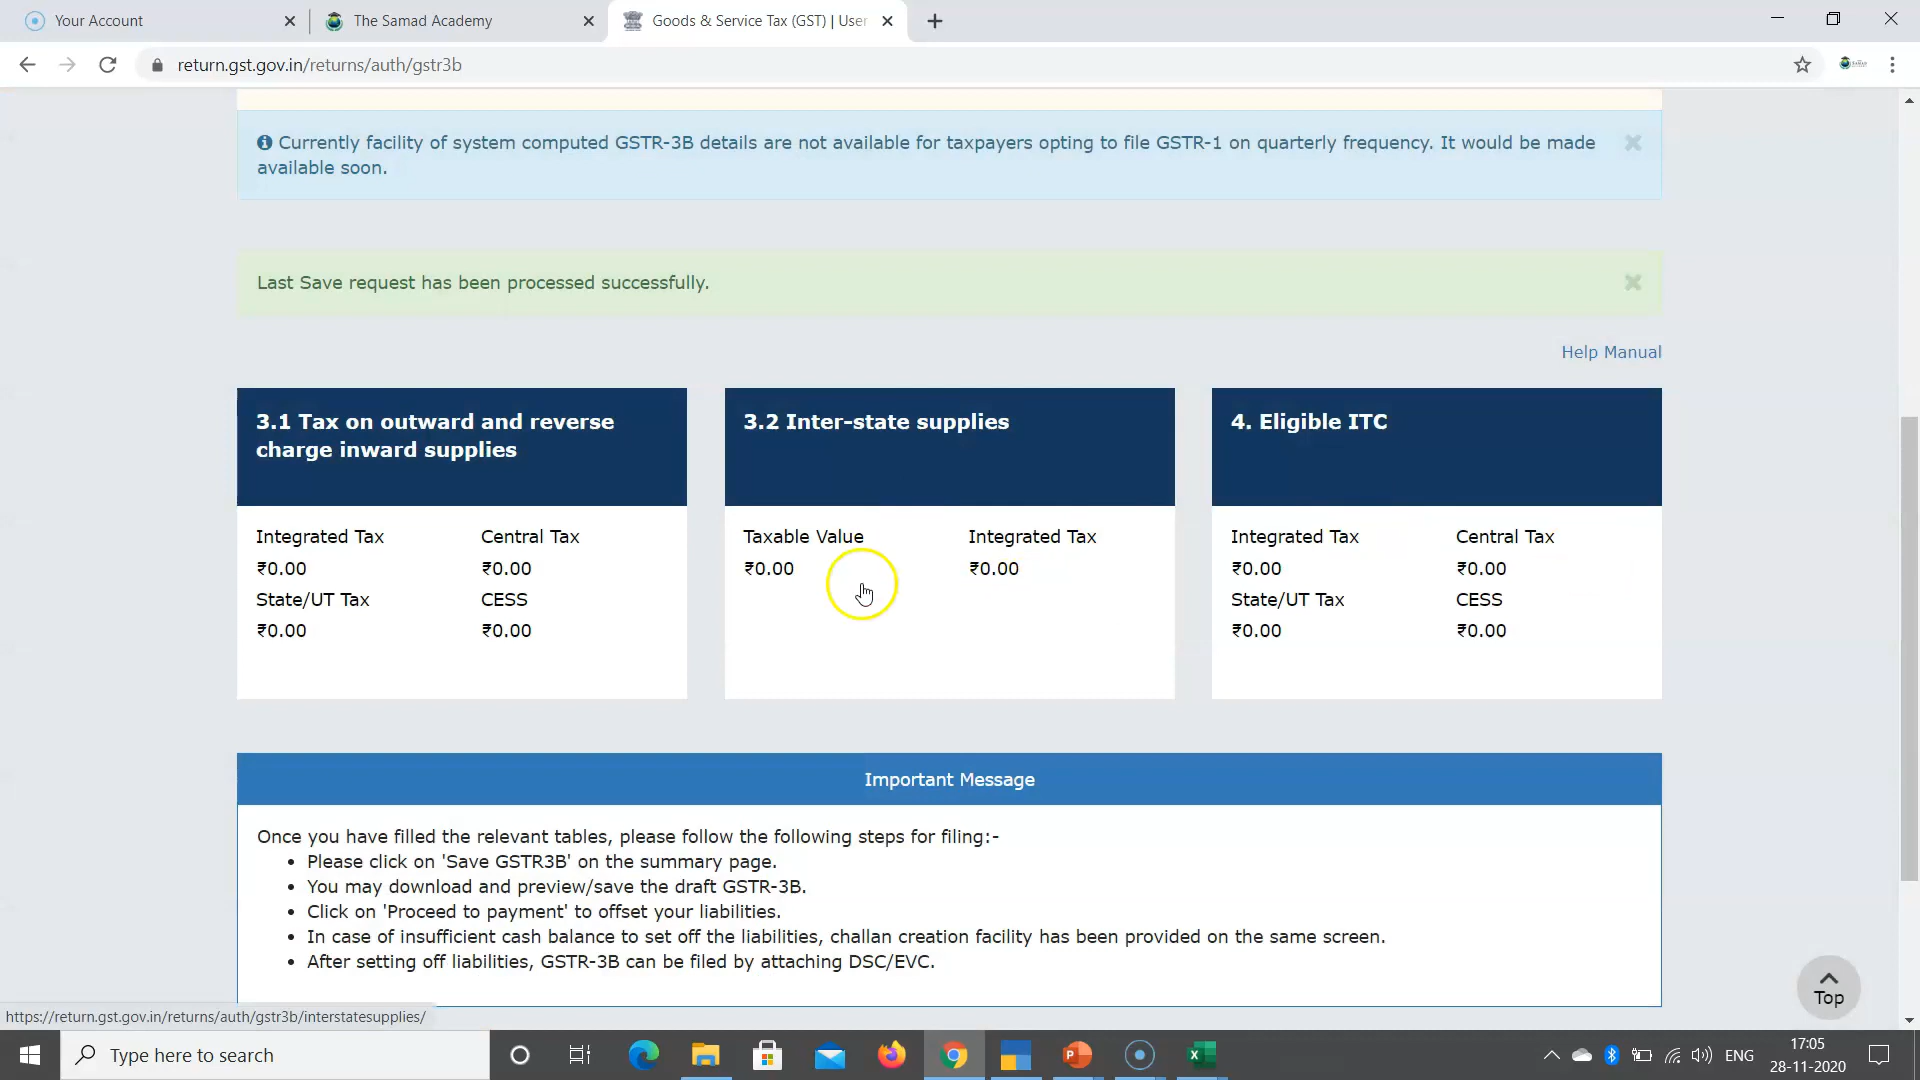 Your Account
The Samad Academy
Goods & Service Tax (GST) | User
return.gst.gov.in/returns/auth/gstr3b
Currently facility of system computed GSTR-3B details are not available for taxpayers opting to file GSTR-1 on quarterly frequency. It would be made
available soon.
Last Save request has been processed successfully.
Help Manual
3.1 Tax on outward and reverse
charge inward supplies
Integrated Tax Central Tax
₹0.00 ₹0.00
State/UT Tax CESS
₹0.00 ₹0.00
3.2 Inter-state supplies
Taxable Value Integrated Tax
₹0.00 ₹0.00
4. Eligible ITC
Integrated Tax Central Tax
₹0.00 ₹0.00
State/UT Tax CESS
₹0.00 ₹0.00
Important Message
Once you have filled the relevant tables, please follow the following steps for filing:-
• Please click on 'Save GSTR3B' on the summary page.
• You may download and preview/save the draft GSTR-3B.
• Click on 'Proceed to payment' to offset your liabilities.
• In case of insufficient cash balance to set off the liabilities, challan creation facility has been provided on the same screen.
• After setting off liabilities, GSTR-3B can be filed by attaching DSC/EVC.
Top
https://return.gst.gov.in/returns/auth/gstr3b/interstatesupplies/
Type here to search
ENG
17:05
28-11-2020